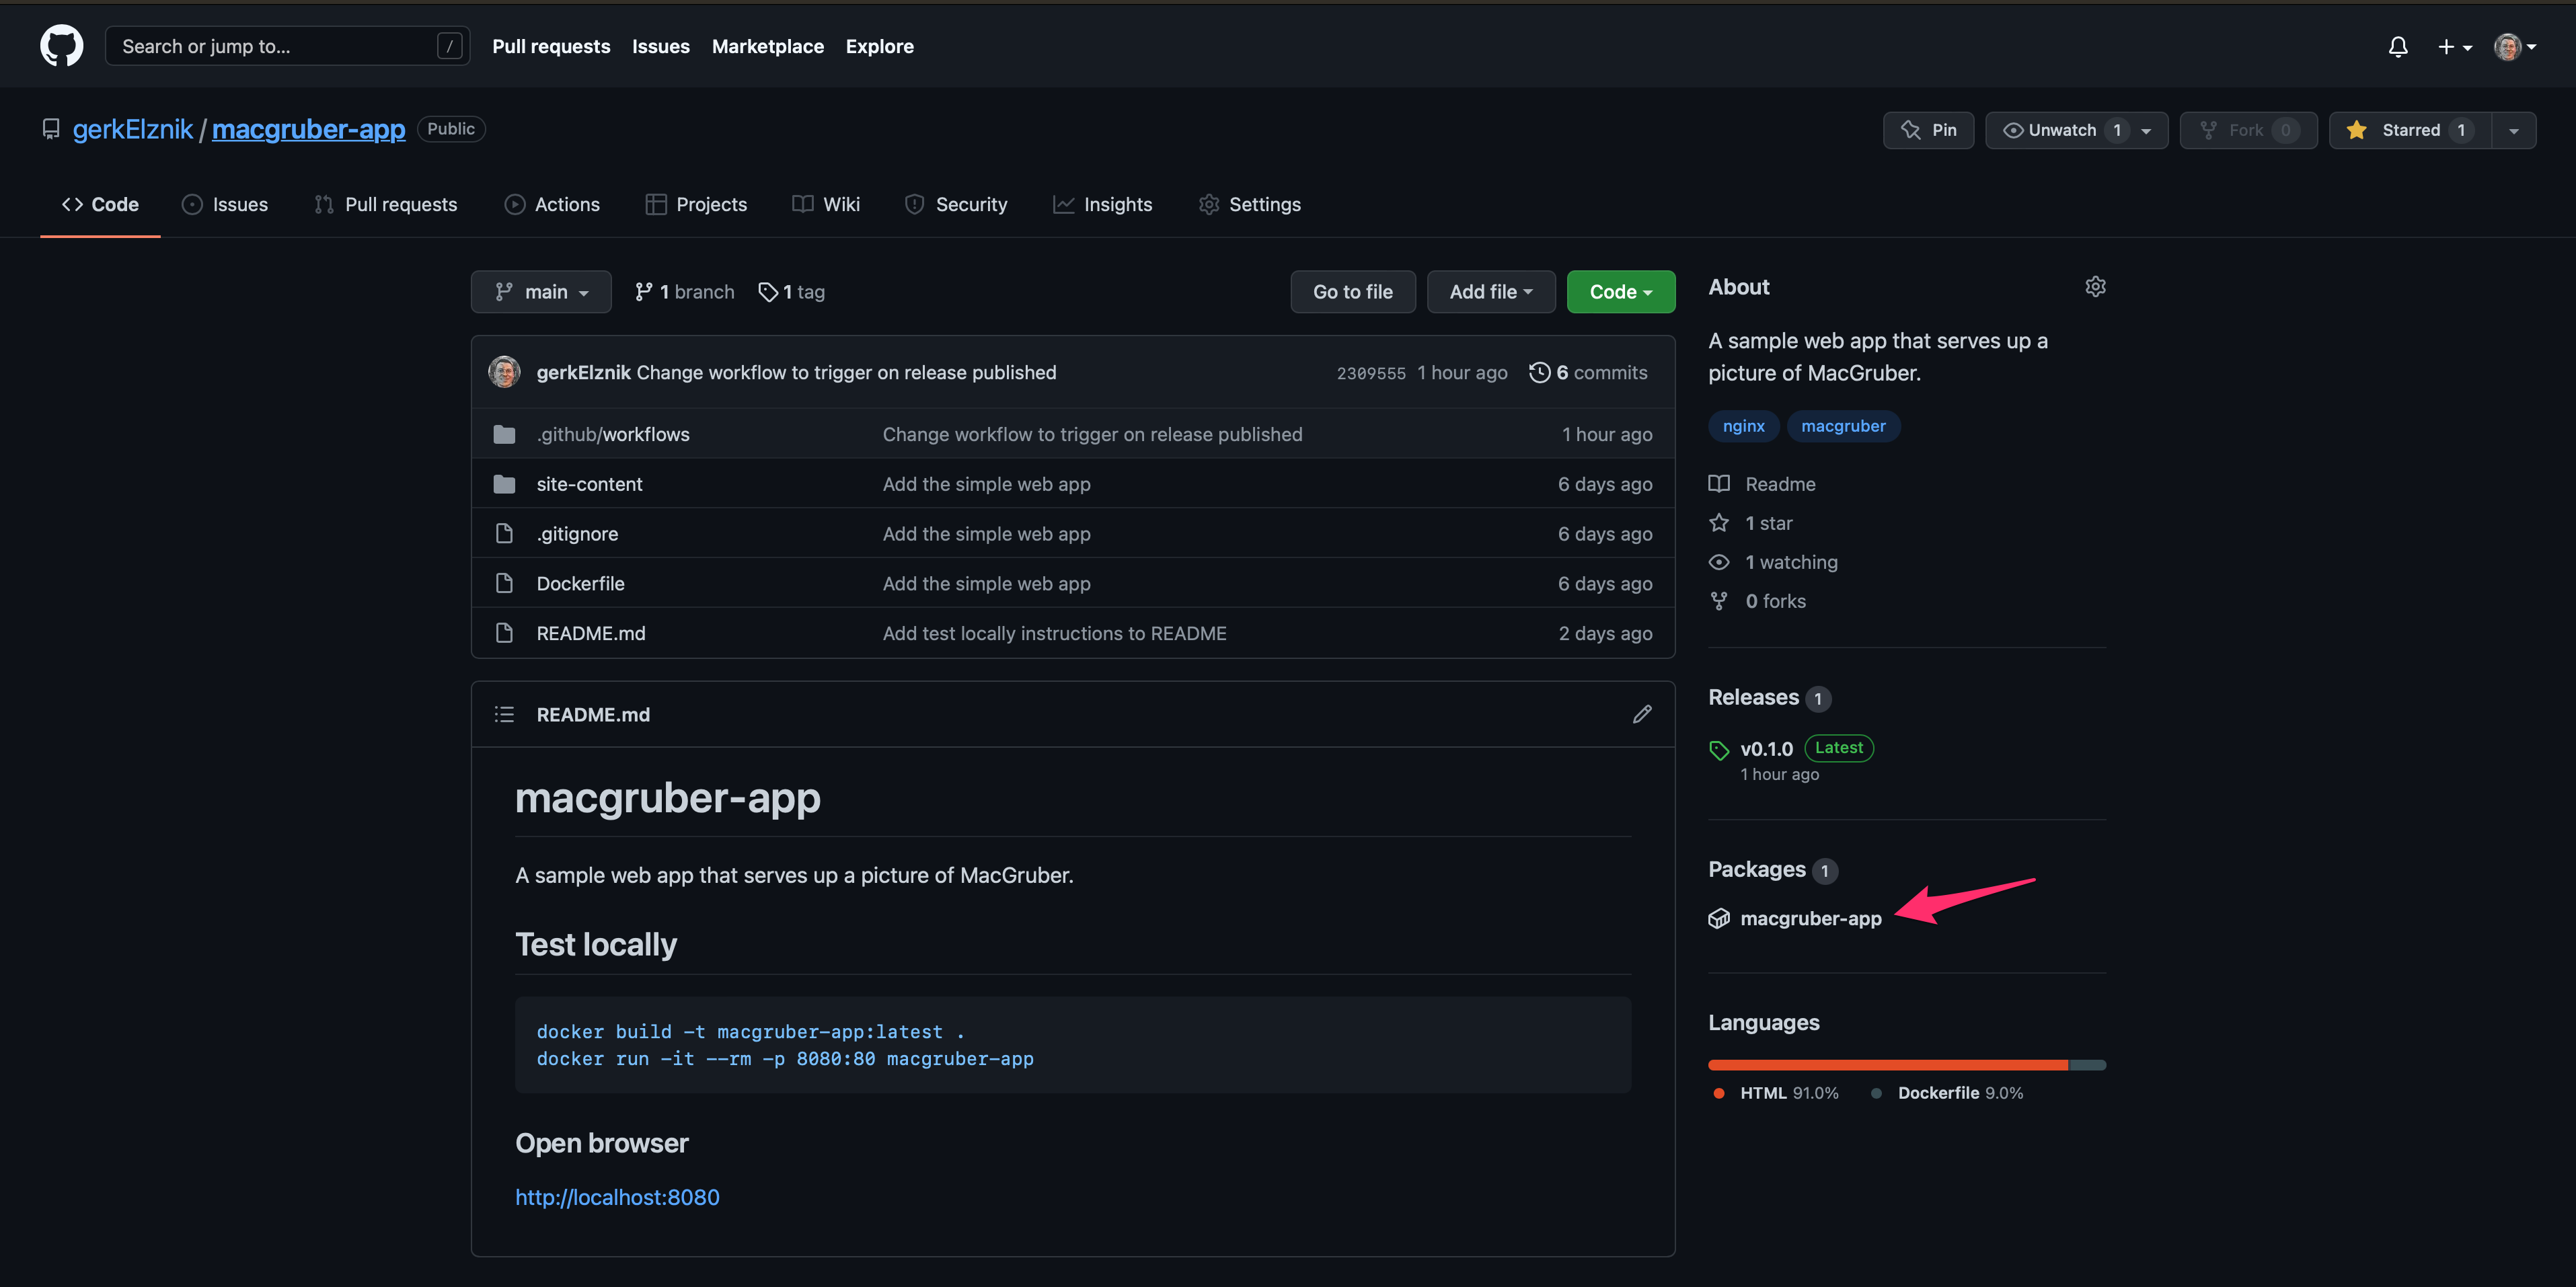 Search or jump to... /
Pull requests Issues Marketplace Explore
gerkElznik / macgruber-app Public
Pin Unwatch 1 Fork 0 Starred 1
Code Issues Pull requests Actions Projects Wiki Security Insights Settings
main 1 branch 1 tag Go to file Add file Code
gerkElznik Change workflow to trigger on release published 2309555 1 hour ago 6 commits
.github/workflows Change workflow to trigger on release published 1 hour ago
site-content Add the simple web app 6 days ago
.gitignore Add the simple web app 6 days ago
Dockerfile Add the simple web app 6 days ago
README.md Add test locally instructions to README 2 days ago
README.md
macgruber-app
A sample web app that serves up a picture of MacGruber.
Test locally
docker build -t macgruber-app:latest .
docker run -it --rm -p 8080:80 macgruber-app
Open browser
http://localhost:8080
About
A sample web app that serves up a
picture of MacGruber.
nginx macgruber
Readme
1 star
1 watching
0 forks
Releases 1
v0.1.0 Latest
1 hour ago
Packages 1
macgruber-app
Languages
HTML 91.0% Dockerfile 9.0%